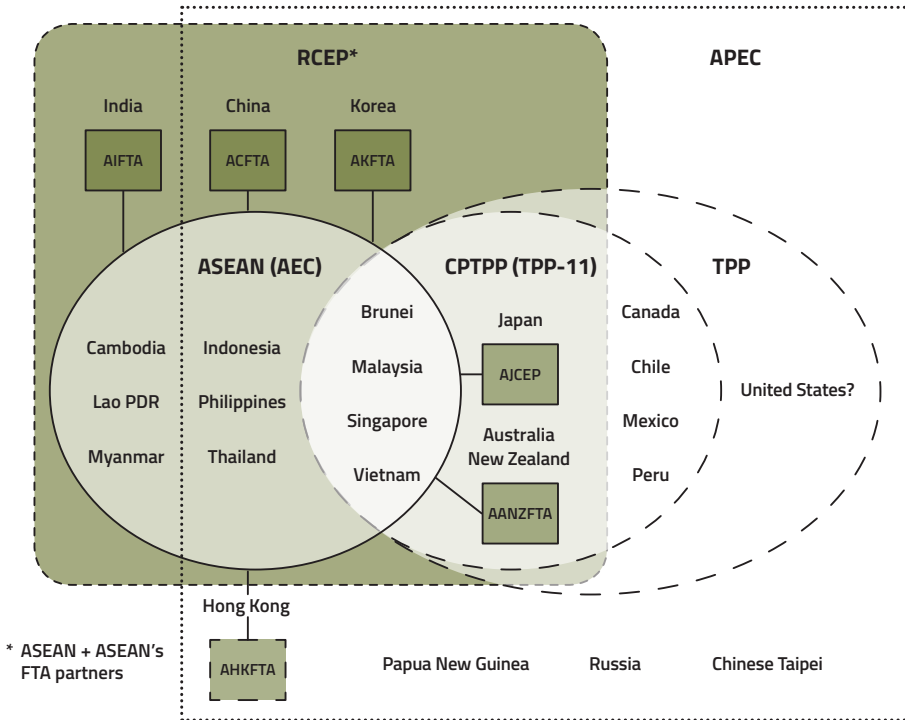 RCEP*
APEC
India
China
Korea
AIFTA
ACFTA
AKFTA
ASEAN (AEC)
CPTPP (TPP-11)
TPP
Brunei
Canada
Japan
Cambodia
Indonesia
Malaysia
Chile
AJCEP
United States?
Lao PDR
Philippines
Singapore
Mexico
Australia
New Zealand
Myanmar
Thailand
Vietnam
Peru
AANZFTA
Hong Kong
* ASEAN + ASEAN's
FTA partners
AHKFTA
Papua New Guinea
Russia
Chinese Taipei